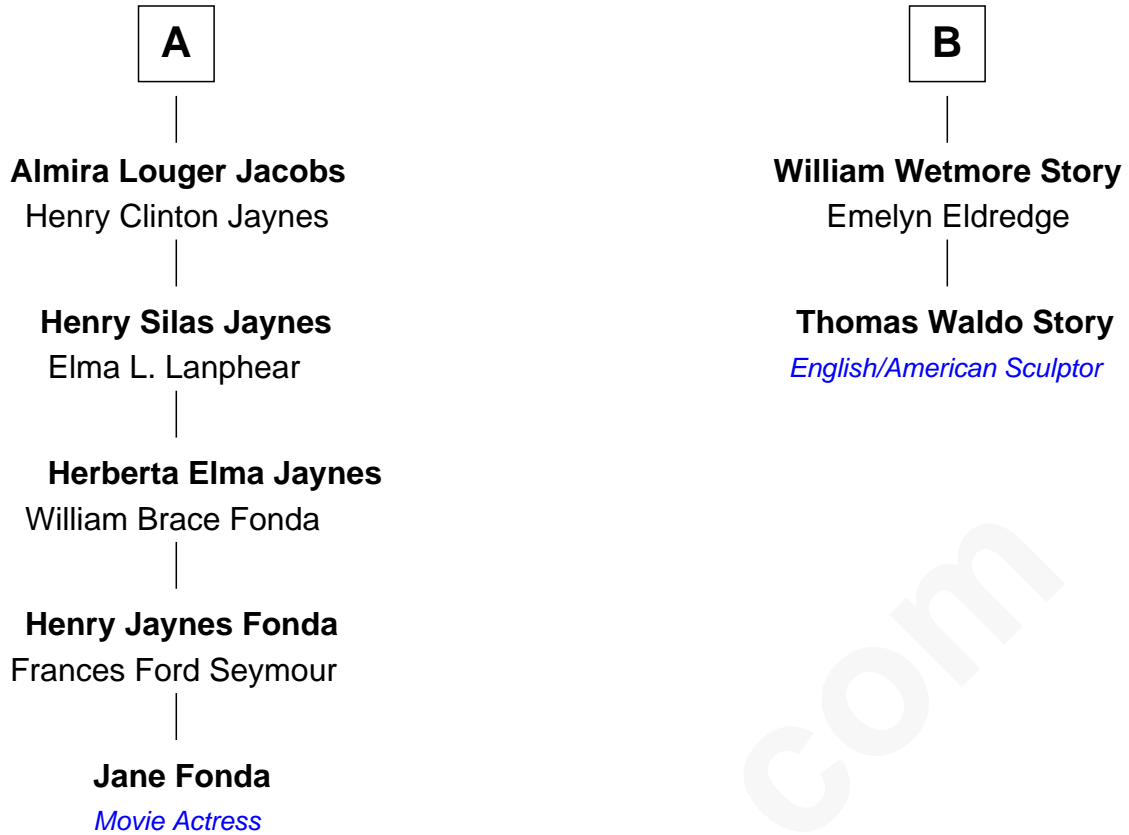 A
Almira Louger Jacobs
Henry Clinton Jaynes
Henry Silas Jaynes
Elma L. Lanphear
Herberta Elma Jaynes
William Brace Fonda
Henry Jaynes Fonda
Frances Ford Seymour
Jane Fonda
Movie Actress
B
William Wetmore Story
Emelyn Eldredge
Thomas Waldo Story
English/American Sculptor
com